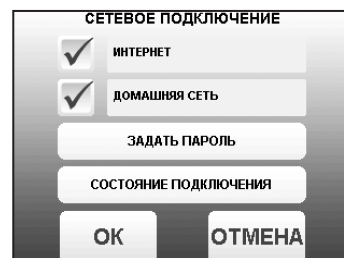 СЕТЕВОЕ ПОДКЛЮЧЕНИЕ
ИНТЕРНЕТ
ДОМАШНЯЯ СЕТЬ
ЗАДАТЬ ПАРОЛЬ
СОСТОЯНИЕ ПОДКЛЮЧЕНИЯ
ОК ОТМЕНА